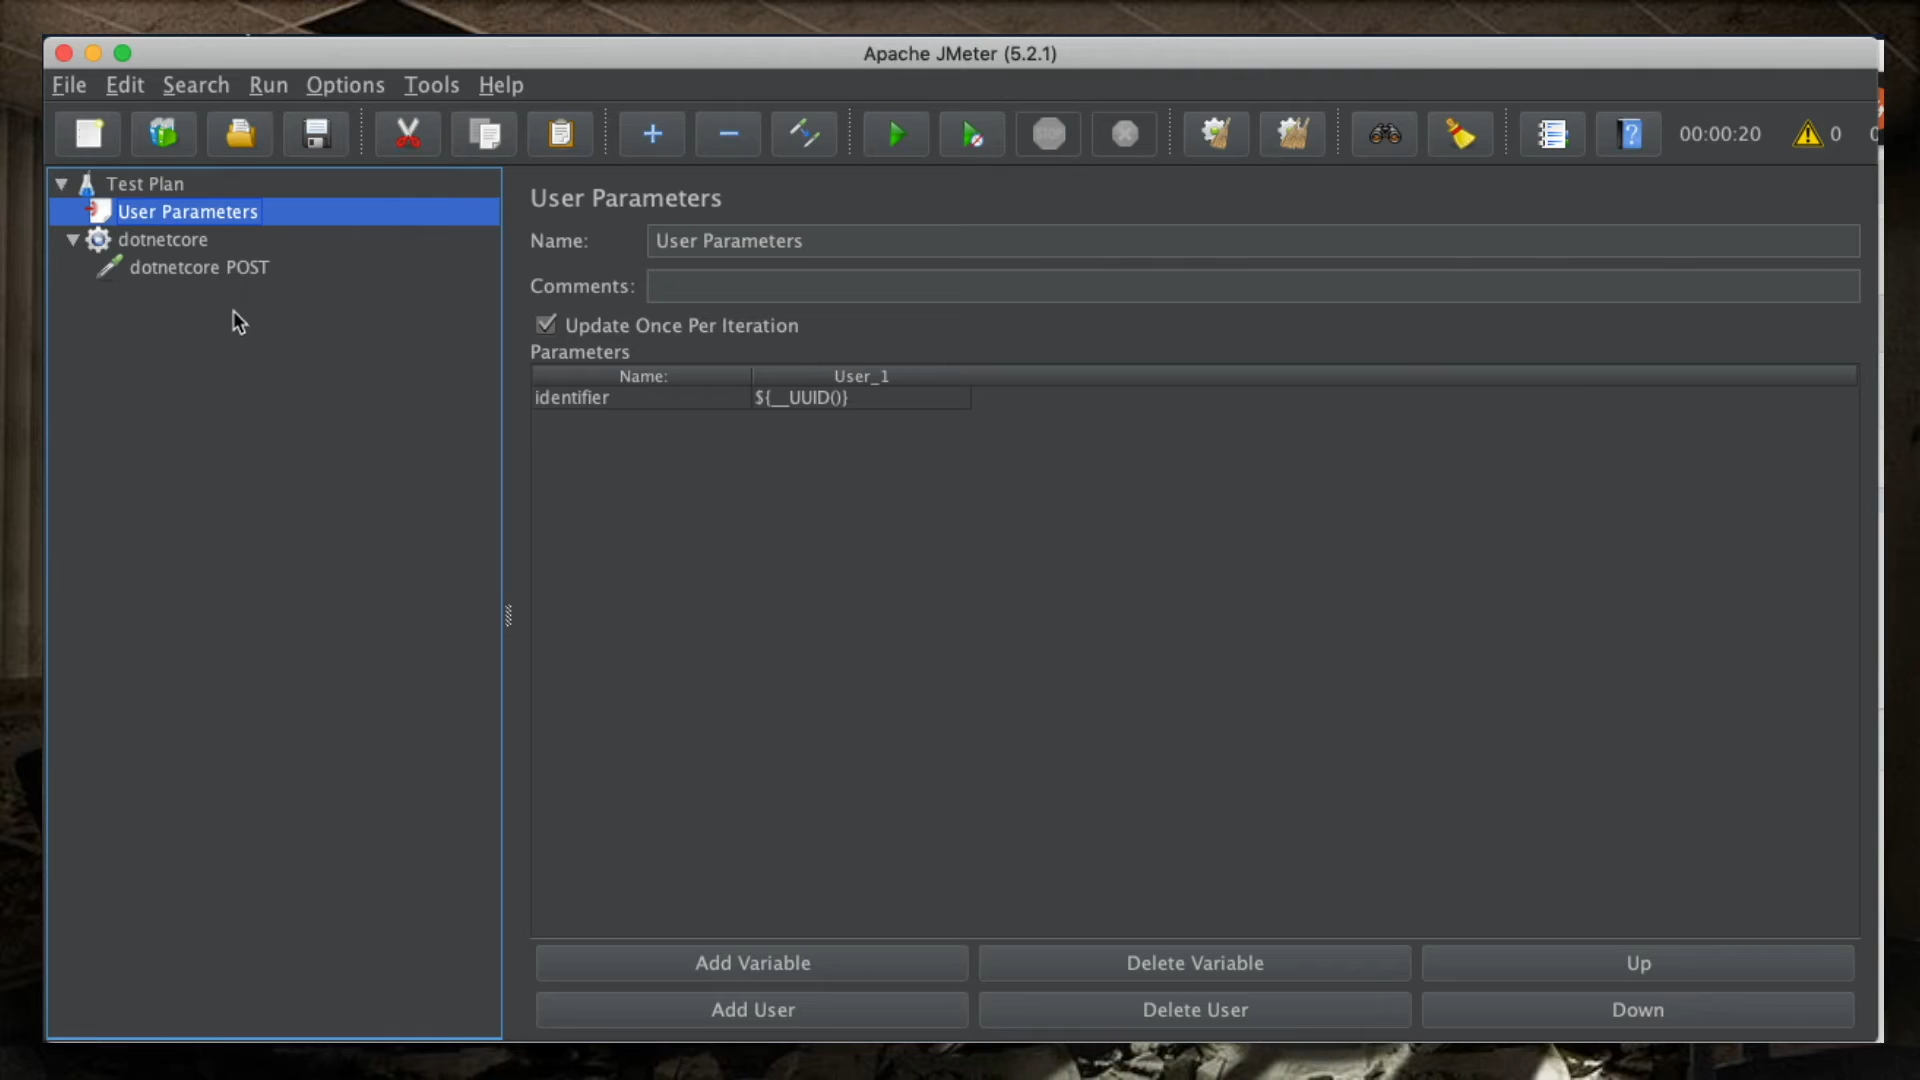 Apache JMeter (5.2.1)
File Edit Search Run Options Tools Help
STOP
00:00:20
0
Test Plan
User Parameters
dotnetcore
dotnetcore POST
User Parameters
Name: User Parameters
Comments:
Update Once Per Iteration
Parameters
Name: User_1
identifier ${__UUID()}
Add Variable Delete Variable Up
Add User Delete User Down